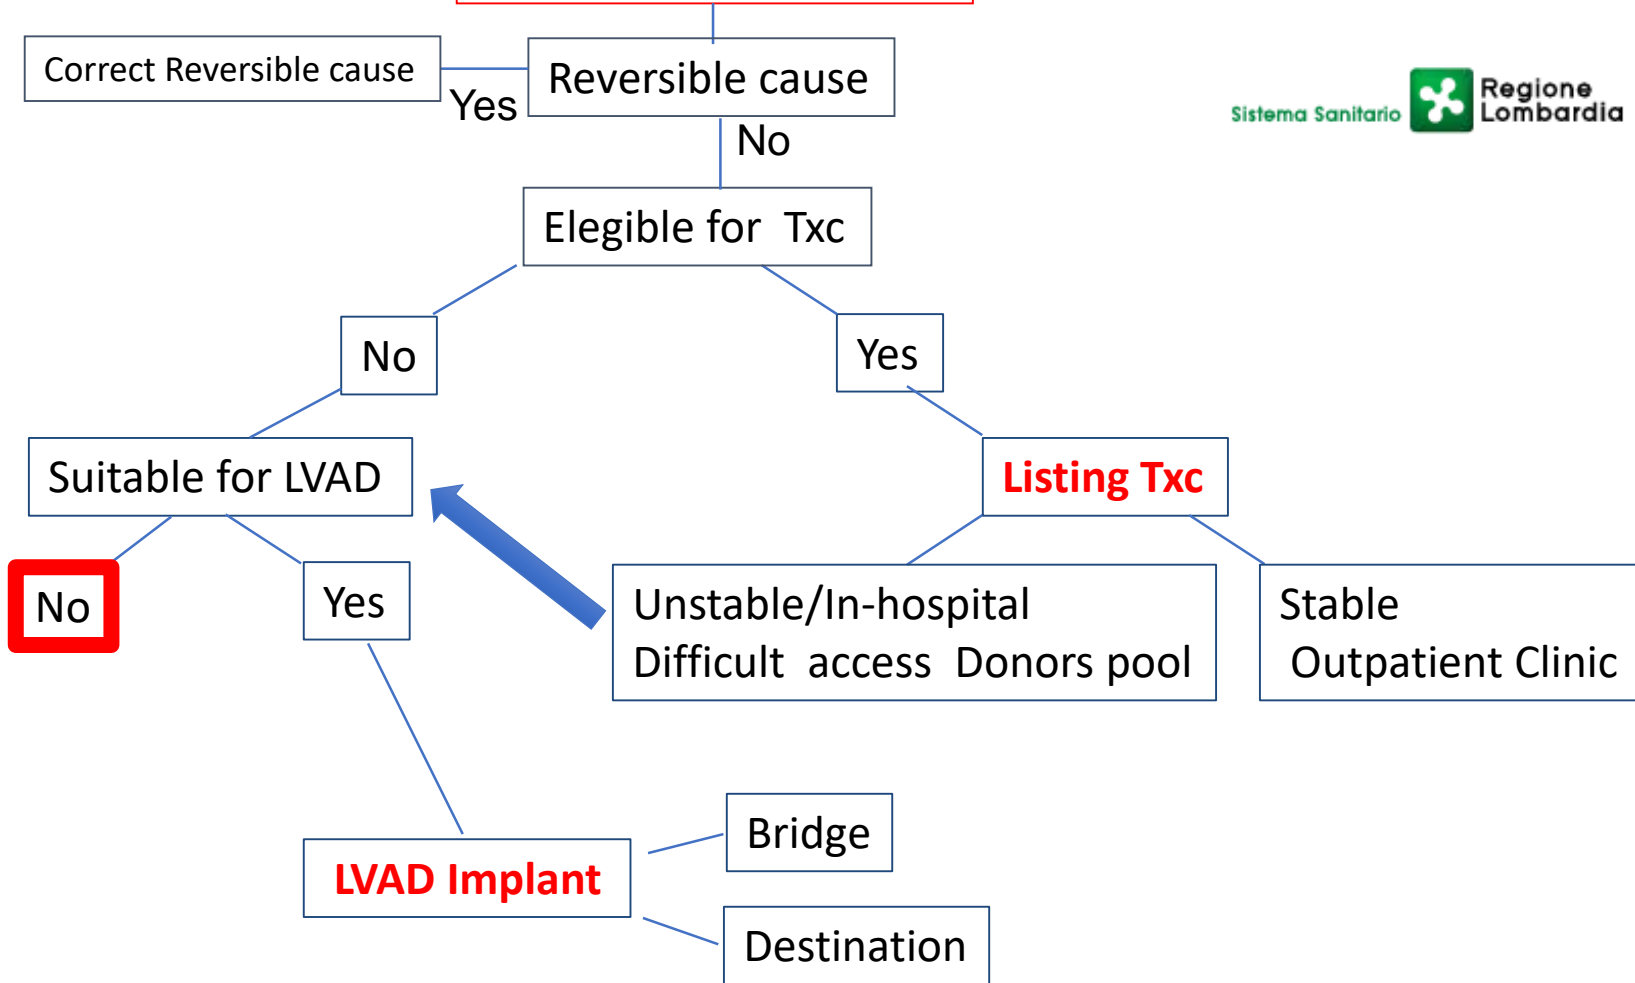 Correct Reversible cause
Yes
Reversible cause
Sistema Sanitario
Regione
Lombardia
No
Elegible for Txc
No
Yes
Suitable for LVAD
Listing Txc
No
Yes
Unstable/In-hospital
Difficult access Donors pool
Stable
Outpatient Clinic
Bridge
LVAD Implant
Destination